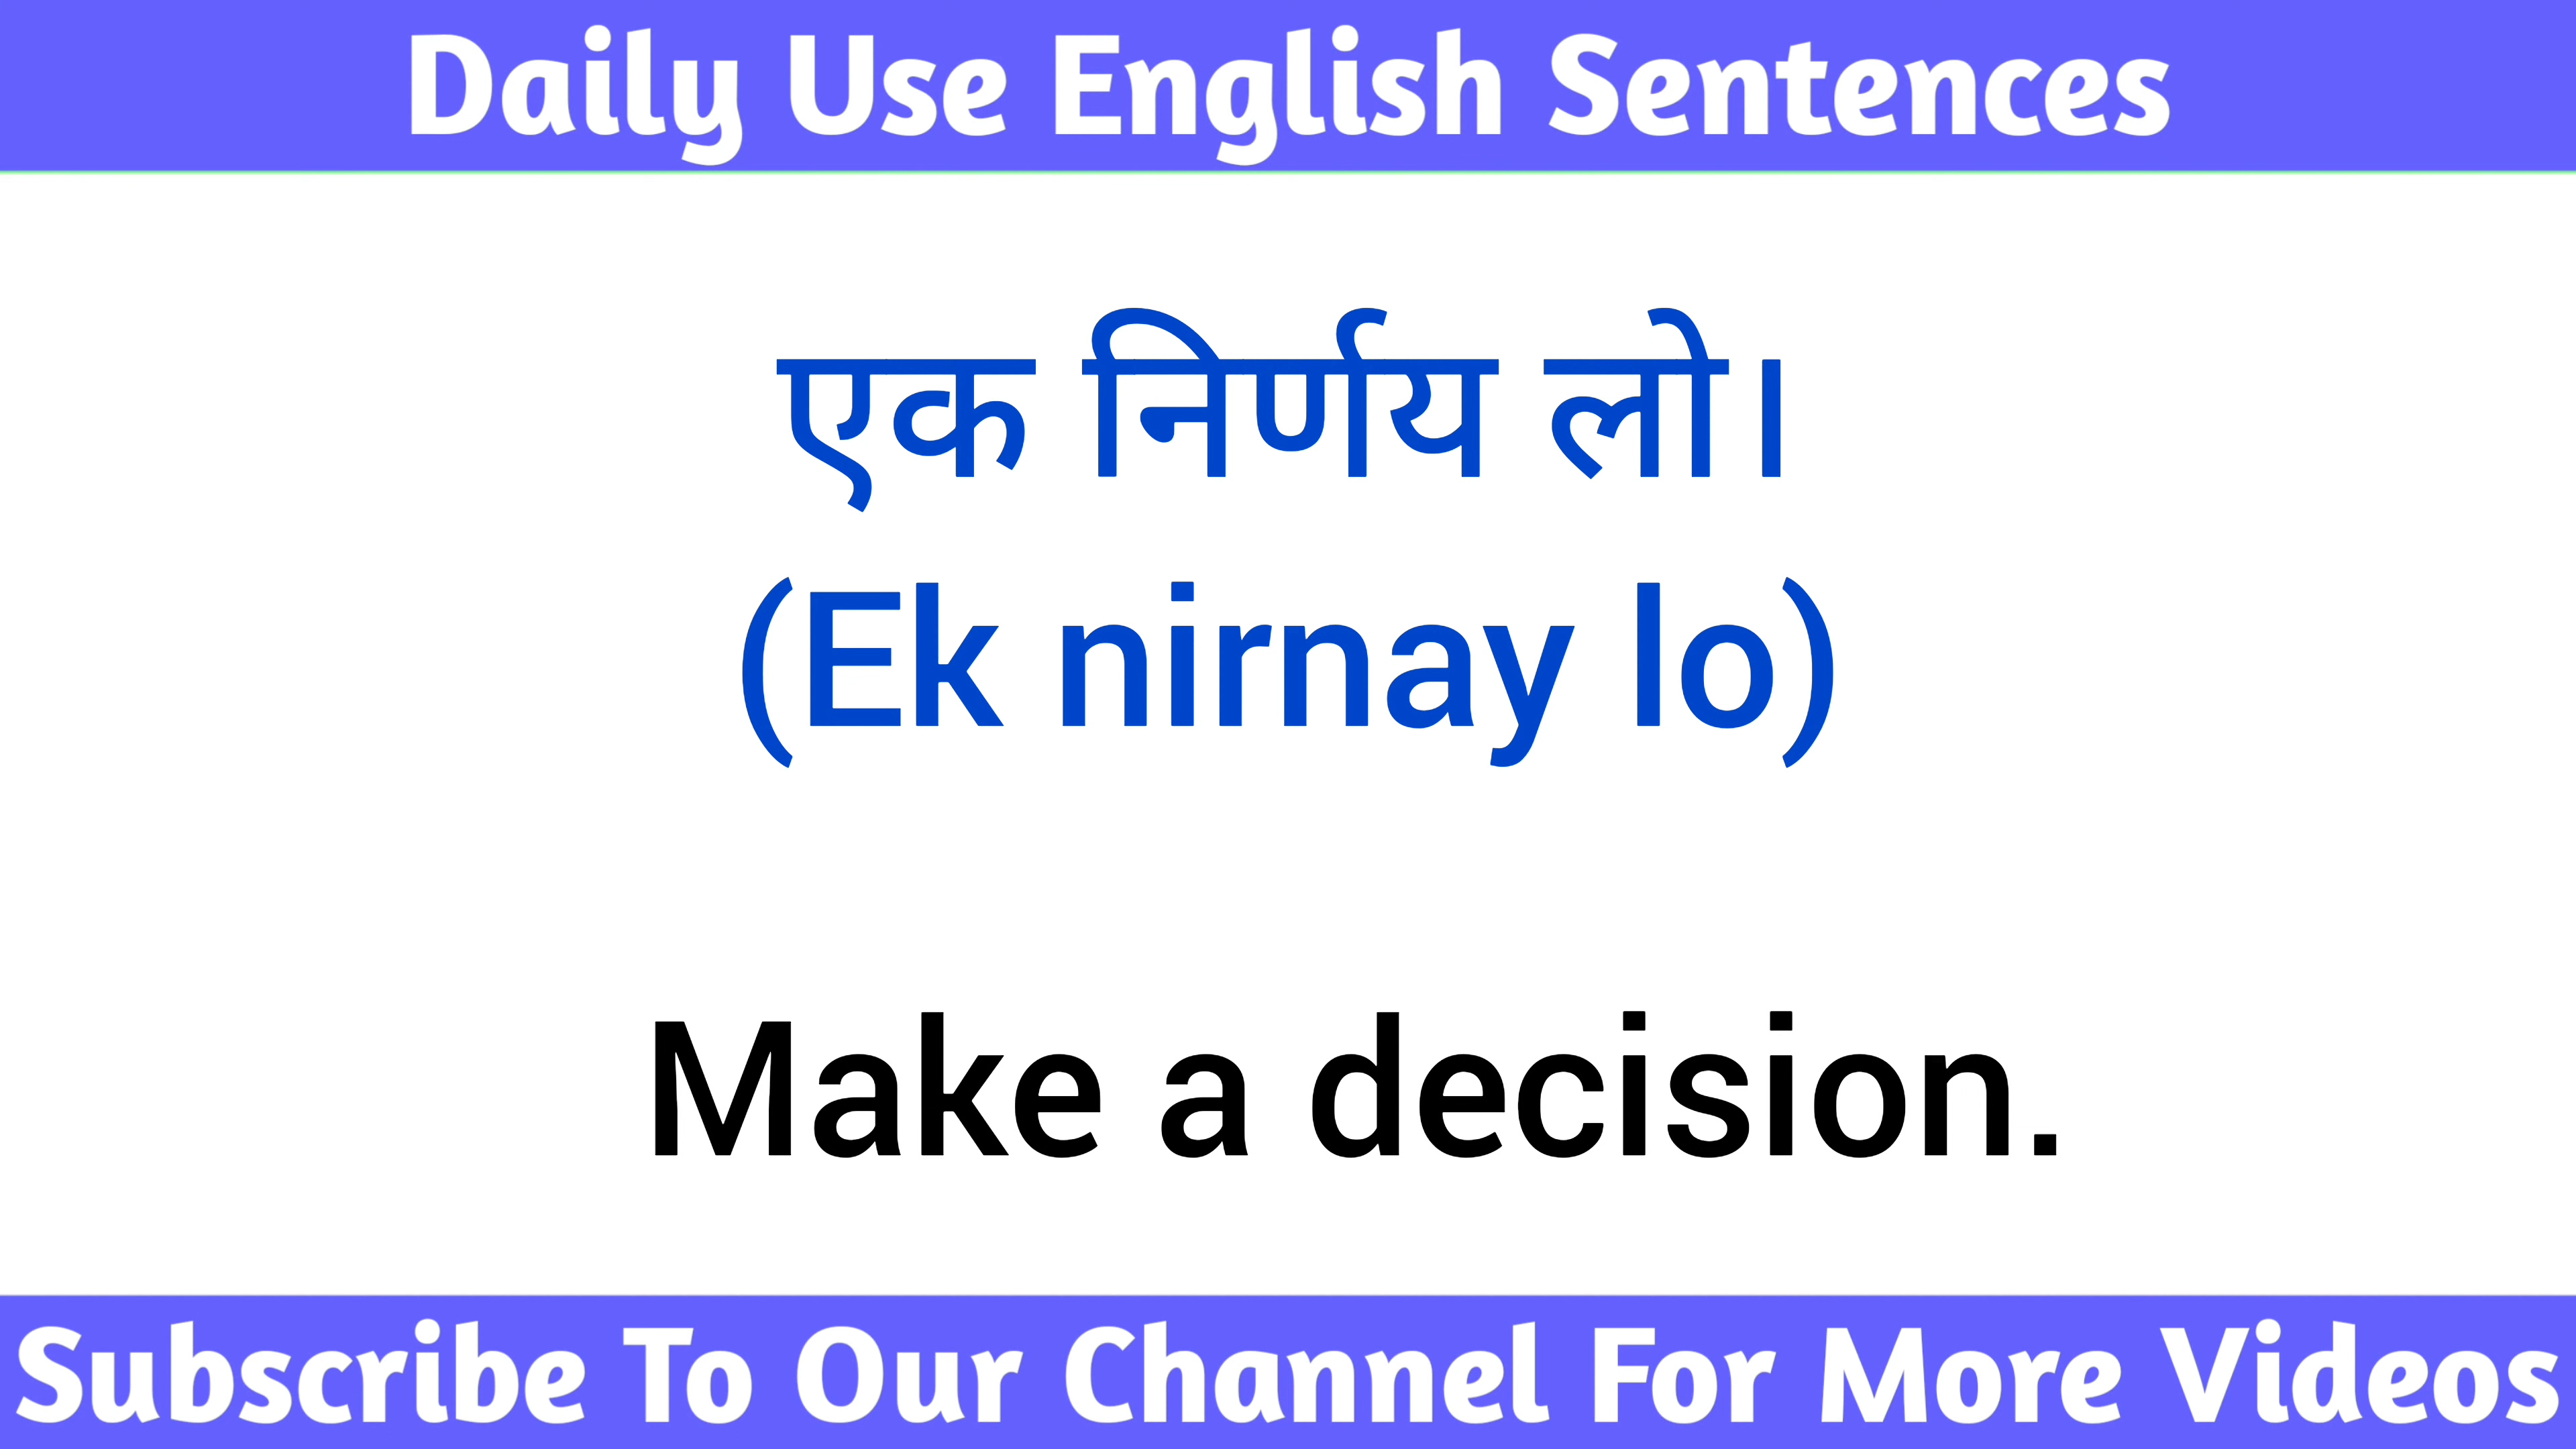 Daily Use English Sentences
एक निर्णय लो।
(Ek nirnay lo)
Make a decision.
Subscribe To Our Channel For More Videos